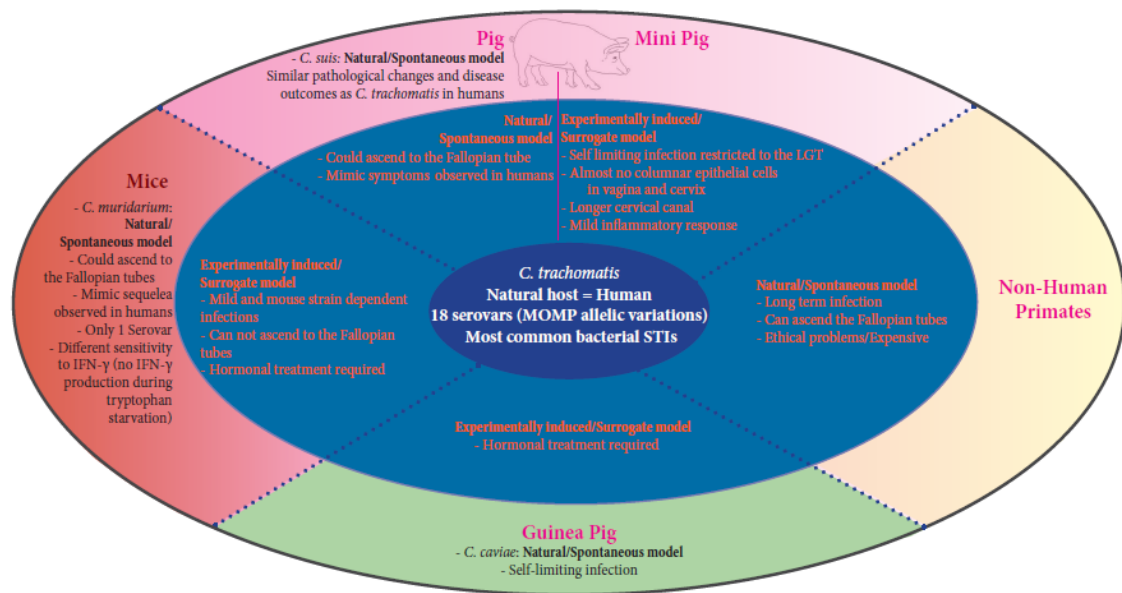 Pig
- C. suis: Natural/Spontaneous model
Similar pathological changes and disease
outcomes as C. trachomatis in humans
Mini Pig
Natural/
Spontaneous model
- Could ascend to the Fallopian tube
- Mimic symptoms observed in humans
Experimentally induced/
Surrogate model
- Self limiting infection restricted to the LGT
- Almost no columnar epithelial cells
in vagina and cervix
- Longer cervical canal
- Mild inflammatory response
Mice
- C. muridarium:
Natural/
Spontaneous model
- Could ascend to
the Fallopian tubes
- Mimic sequelea
observed in humans
- Only 1 Serovar
- Different sensitivity
to IFN-γ (no IFN-γ
production during
tryptophan
starvation)
Experimentally induced/
Surrogate model
- Mild and mouse strain dependent
infections
- Can not ascend to the Fallopian
tubes
- Hormonal treatment required
C. trachomatis
Natural host = Human
18 serovars (MOMP allelic variations)
Most common bacterial STIs
Natural/Spontaneous model
- Long term infection
- Can ascend the Fallopian tubes
- Ethical problems/Expensive
Non-Human
Primates
Experimentally induced/Surrogate model
- Hormonal treatment required
Guinea Pig
- C. caviae: Natural/Spontaneous model
- Self-limiting infection